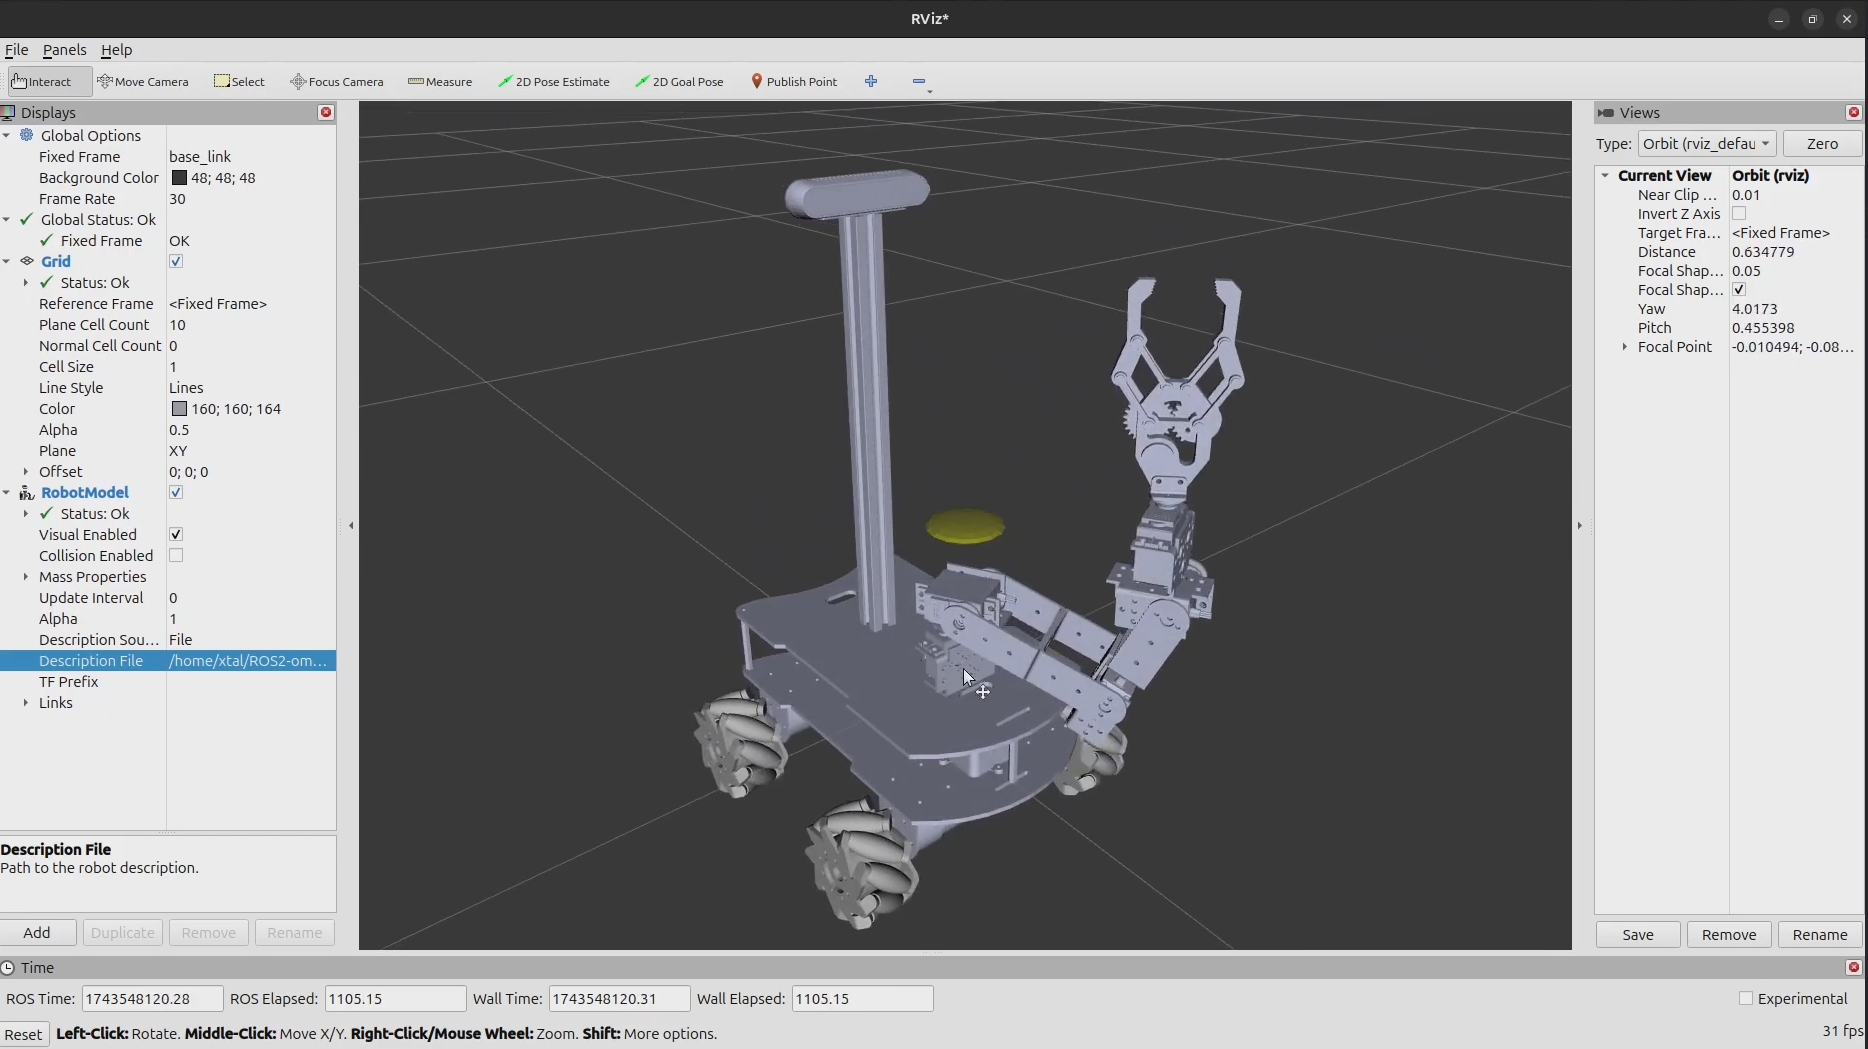 RViz*
File Panels Help
Interact Move Camera Select Focus Camera Measure 2D Pose Estimate 2D Goal Pose Publish Point
Displays
Global Options
Fixed Frame base_link
Background Color 48; 48; 48
Frame Rate 30
Global Status: Ok
Fixed Frame OK
Grid
Status: Ok
Reference Frame <Fixed Frame>
Plane Cell Count 10
Normal Cell Count 0
Cell Size 1
Line Style Lines
Color 160; 160; 164
Alpha 0.5
Plane XY
Offset 0; 0; 0
RobotModel
Status: Ok
Visual Enabled
Collision Enabled
Mass Properties
Update Interval 0
Alpha 1
Description Sou... File
Description File /home/xtal/ROS2-om...
TF Prefix
Links
Description File
Path to the robot description.
Add Duplicate Remove Rename
Views
Type: Orbit (rviz_defau Zero
Current View Orbit (rviz)
Near Clip ... 0.01
Invert Z Axis
Target Fra... <Fixed Frame>
Distance 0.634779
Focal Shap... 0.05
Focal Shap...
Yaw 4.0173
Pitch 0.455398
Focal Point -0.010494; -0.08...
Save Remove Rename
Time
ROS Time: 1743548120.28 ROS Elapsed: 1105.15 Wall Time: 1743548120.31 Wall Elapsed: 1105.15 Experimental
Reset Left-Click: Rotate. Middle-Click: Move X/Y. Right-Click/Mouse Wheel: Zoom. Shift: More options. 31 fps